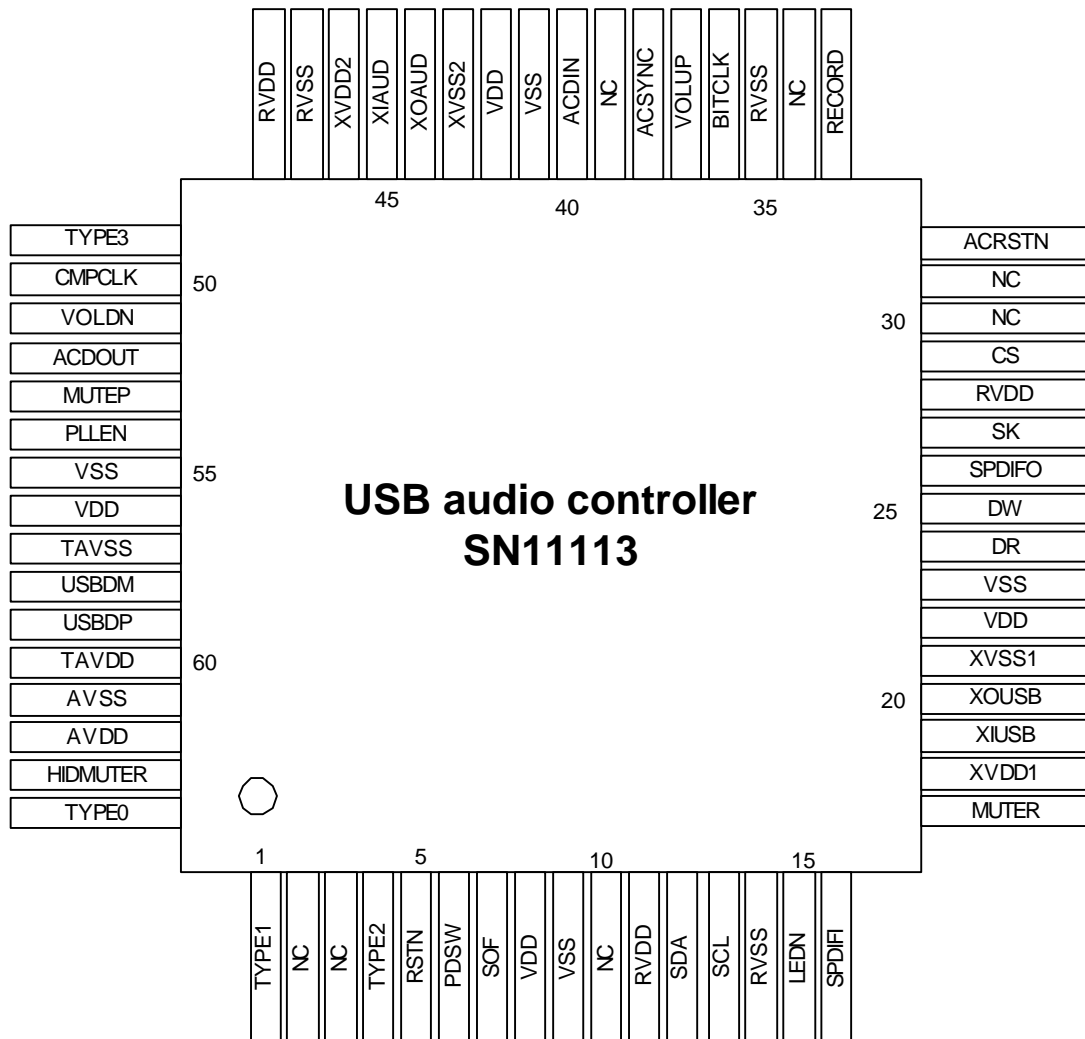 RVDD
RVSS
XVDD2
XIAUD
XOAUD
XVSS2
VDD
VSS
ACDIN
NC
ACSYNC
VOLUP
BITCLK
RVSS
NC
RECORD
45
40
35
TYPE3
CMPCLK
VOLDN
ACDOUT
MUTEP
PLLEN
VSS
VDD
TAVSS
USBDM
USBDP
TAVDD
AVSS
AVDD
HIDMUTER
TYPE0
50
55
60
USB audio controller
SN11113
30
25
20
ACRSTN
NC
NC
CS
RVDD
SK
SPDIFO
DW
DR
VSS
VDD
XVSS1
XOUSB
XIUSB
XVDD1
MUTER
1
5
10
15
TYPE1
NC
NC
TYPE2
RSTN
PDSW
SOF
VDD
VSS
NC
RVDD
SDA
SCL
RVSS
LEDN
SPDIFI